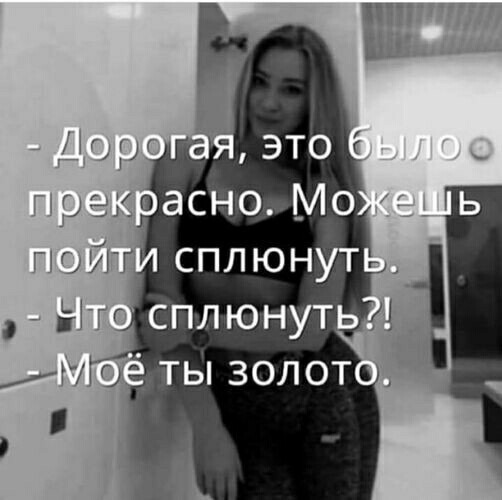 - Дорогая, это было
прекрасно. Можешь
пойти сплюнуть.
- Что сплюнуть?!
- Моё ты золото.